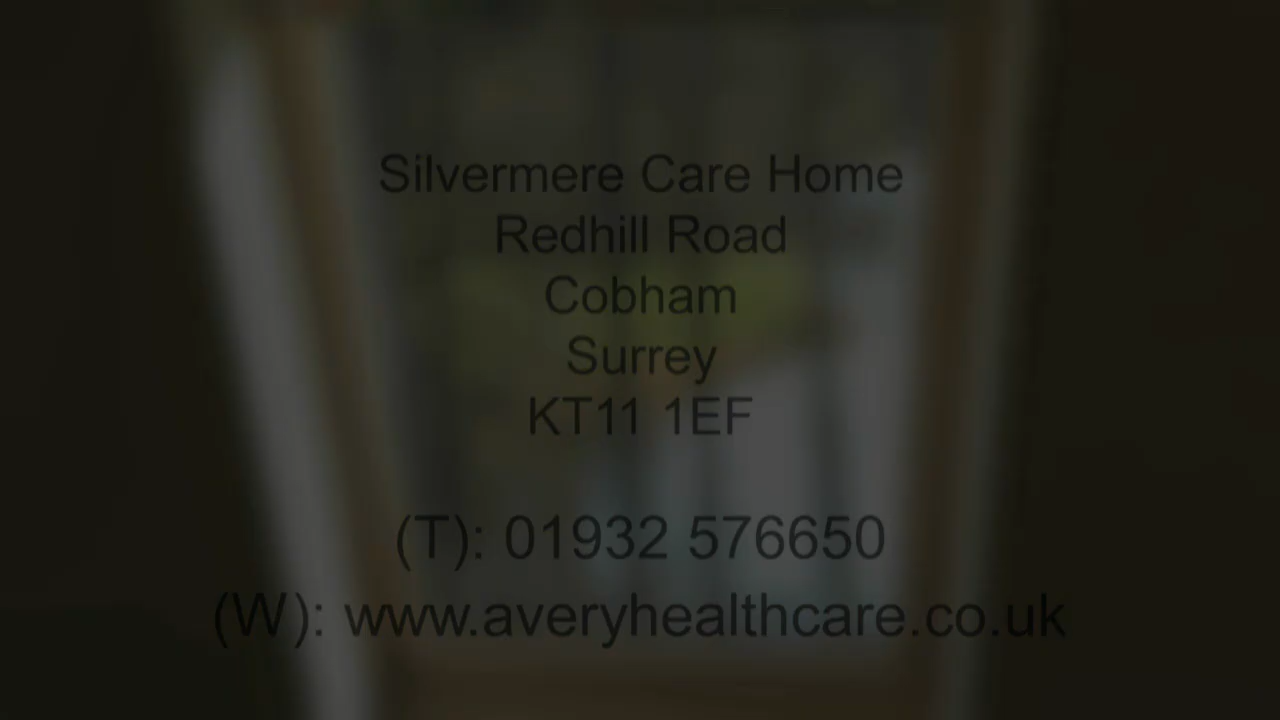 Silvermere Care Home
Redhill Road
Cobham
Surrey
KT11 1EF
(T): 01932 576650
(W): www.averyhealthcare.co.uk